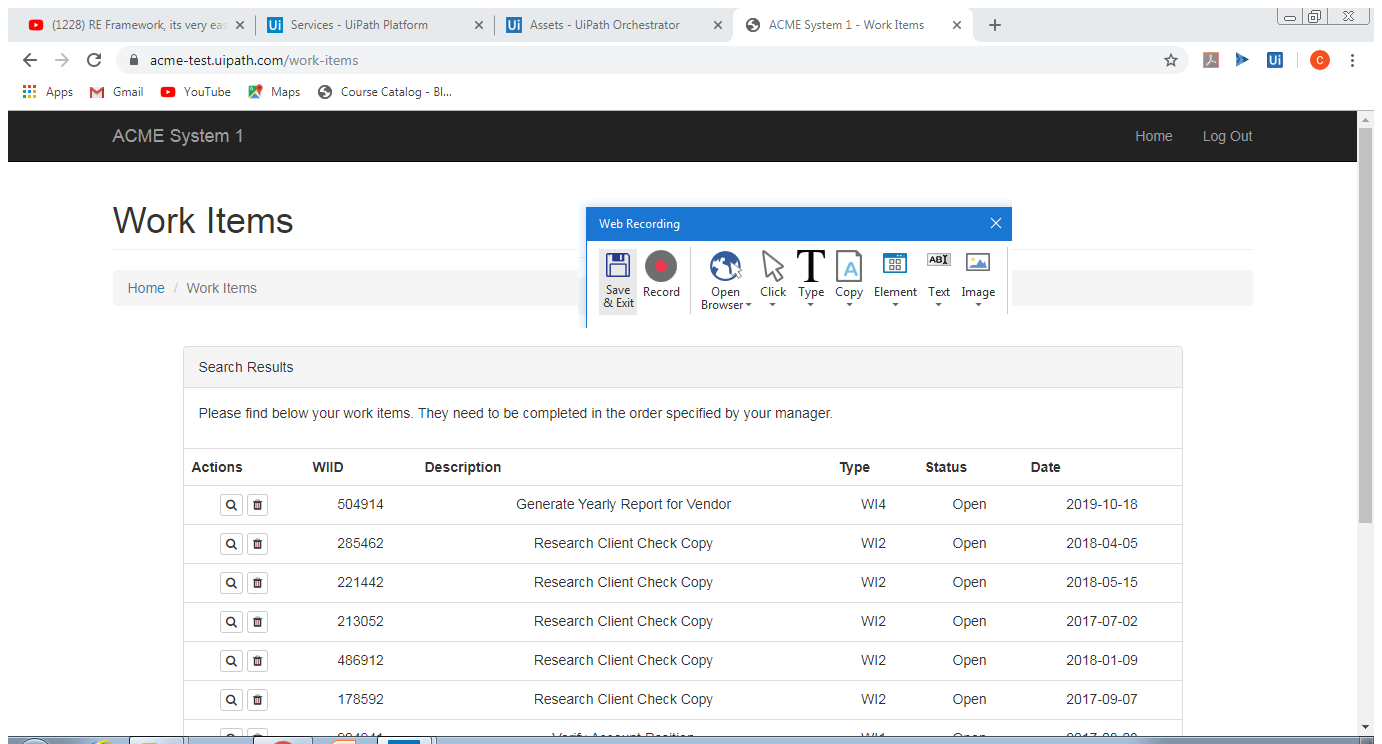 (1228) RE Framework, its very eas
Services - UiPath Platform
Assets - UiPath Orchestrator
ACME System 1 - Work Items
acme-test.uipath.com/work-items
Ui
C
Apps
Gmail
YouTube
Maps
Course Catalog - Bl...
ACME System 1
Home
Log Out
Work Items
Web Recording
Save & Exit
Record
Open Browser
Click
Type
Copy
Element
Text
Image
Home / Work Items
Search Results
Please find below your work items. They need to be completed in the order specified by your manager.
Actions WIID Description Type Status Date
504914 Generate Yearly Report for Vendor WI4 Open 2019-10-18
285462 Research Client Check Copy WI2 Open 2018-04-05
221442 Research Client Check Copy WI2 Open 2018-05-15
213052 Research Client Check Copy WI2 Open 2017-07-02
486912 Research Client Check Copy WI2 Open 2018-01-09
178592 Research Client Check Copy WI2 Open 2017-09-07
Verify Account Position WI1 Open